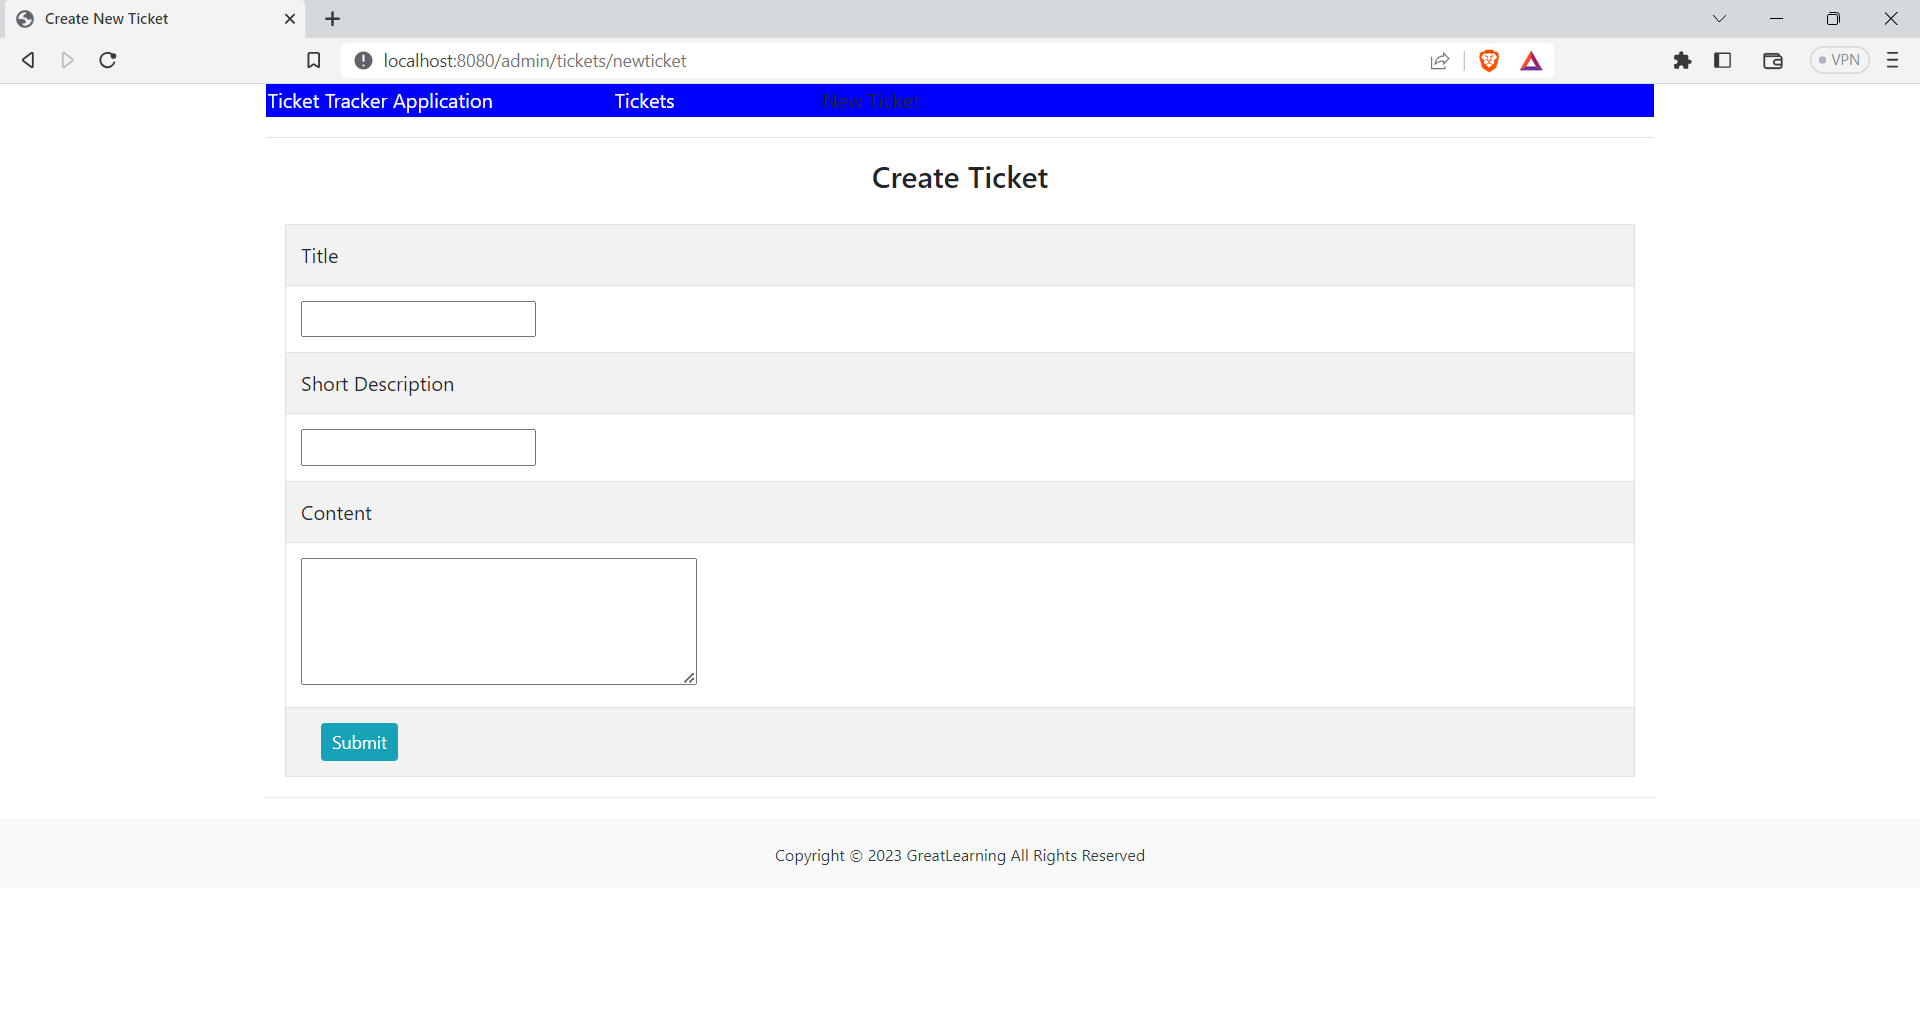 Create New Ticket
localhost:8080/admin/tickets/newticket
VPN
Ticket Tracker Application Tickets New Ticket
Create Ticket
Title
Short Description
Content
Submit
Copyright © 2023 GreatLearning All Rights Reserved